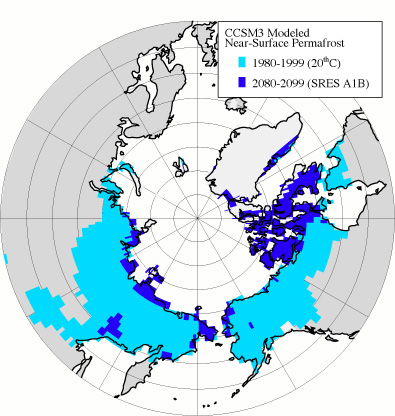 CCSM3 Modeled
Near-Surface Permafrost
1980-1999 (20thC)
2080-2099 (SRES A1B)